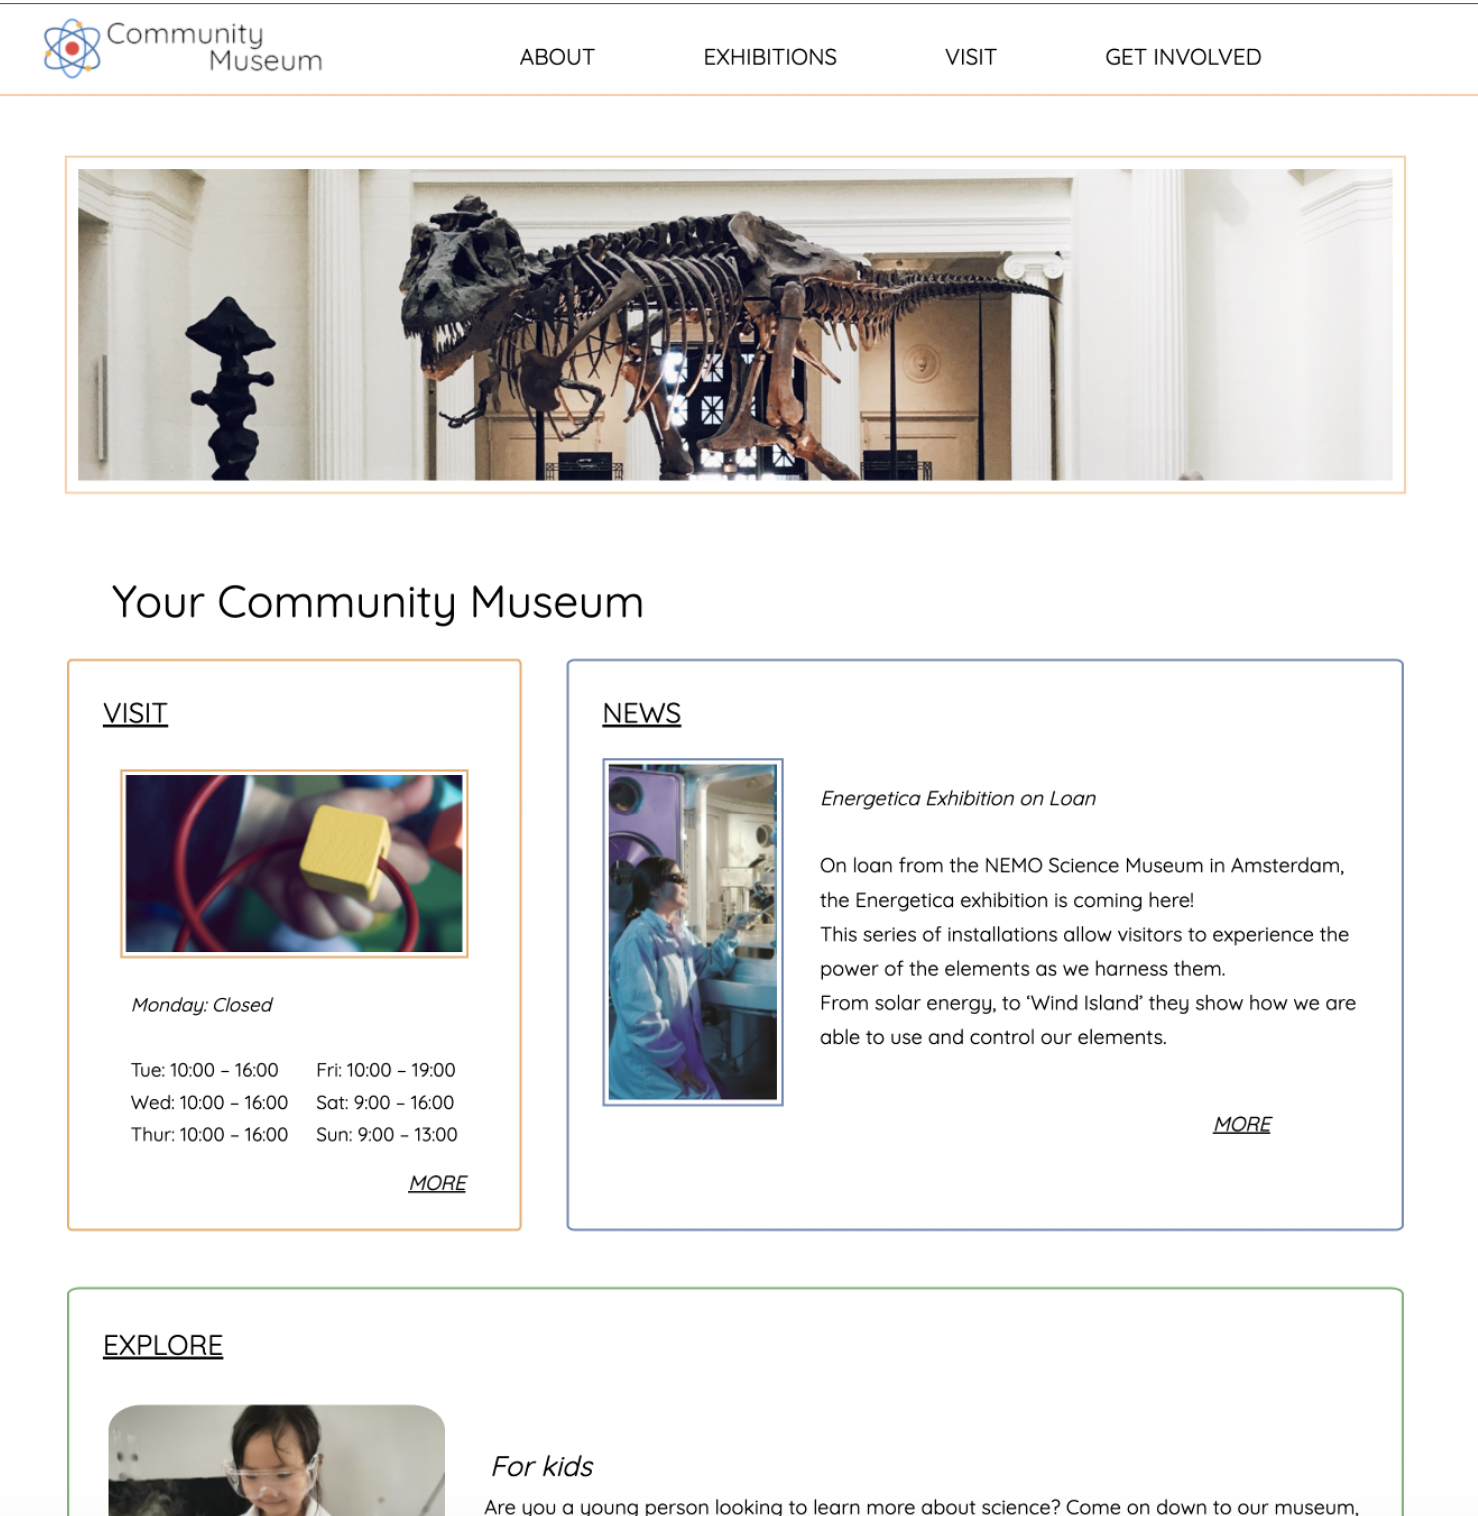 Community
Museum
ABOUT EXHIBITIONS VISIT GET INVOLVED
Your Community Museum
VISIT
Monday: Closed
Tue: 10:00 – 16:00 Fri: 10:00 – 19:00
Wed: 10:00 – 16:00 Sat: 9:00 – 16:00
Thur: 10:00 – 16:00 Sun: 9:00 – 13:00
MORE
NEWS
Energetica Exhibition on Loan
On loan from the NEMO Science Museum in Amsterdam,
the Energetica exhibition is coming here!
This series of installations allow visitors to experience the
power of the elements as we harness them.
From solar energy, to ‘Wind Island’ they show how we are
able to use and control our elements.
MORE
EXPLORE
For kids
Are you a young person looking to learn more about science? Come on down to our museum,